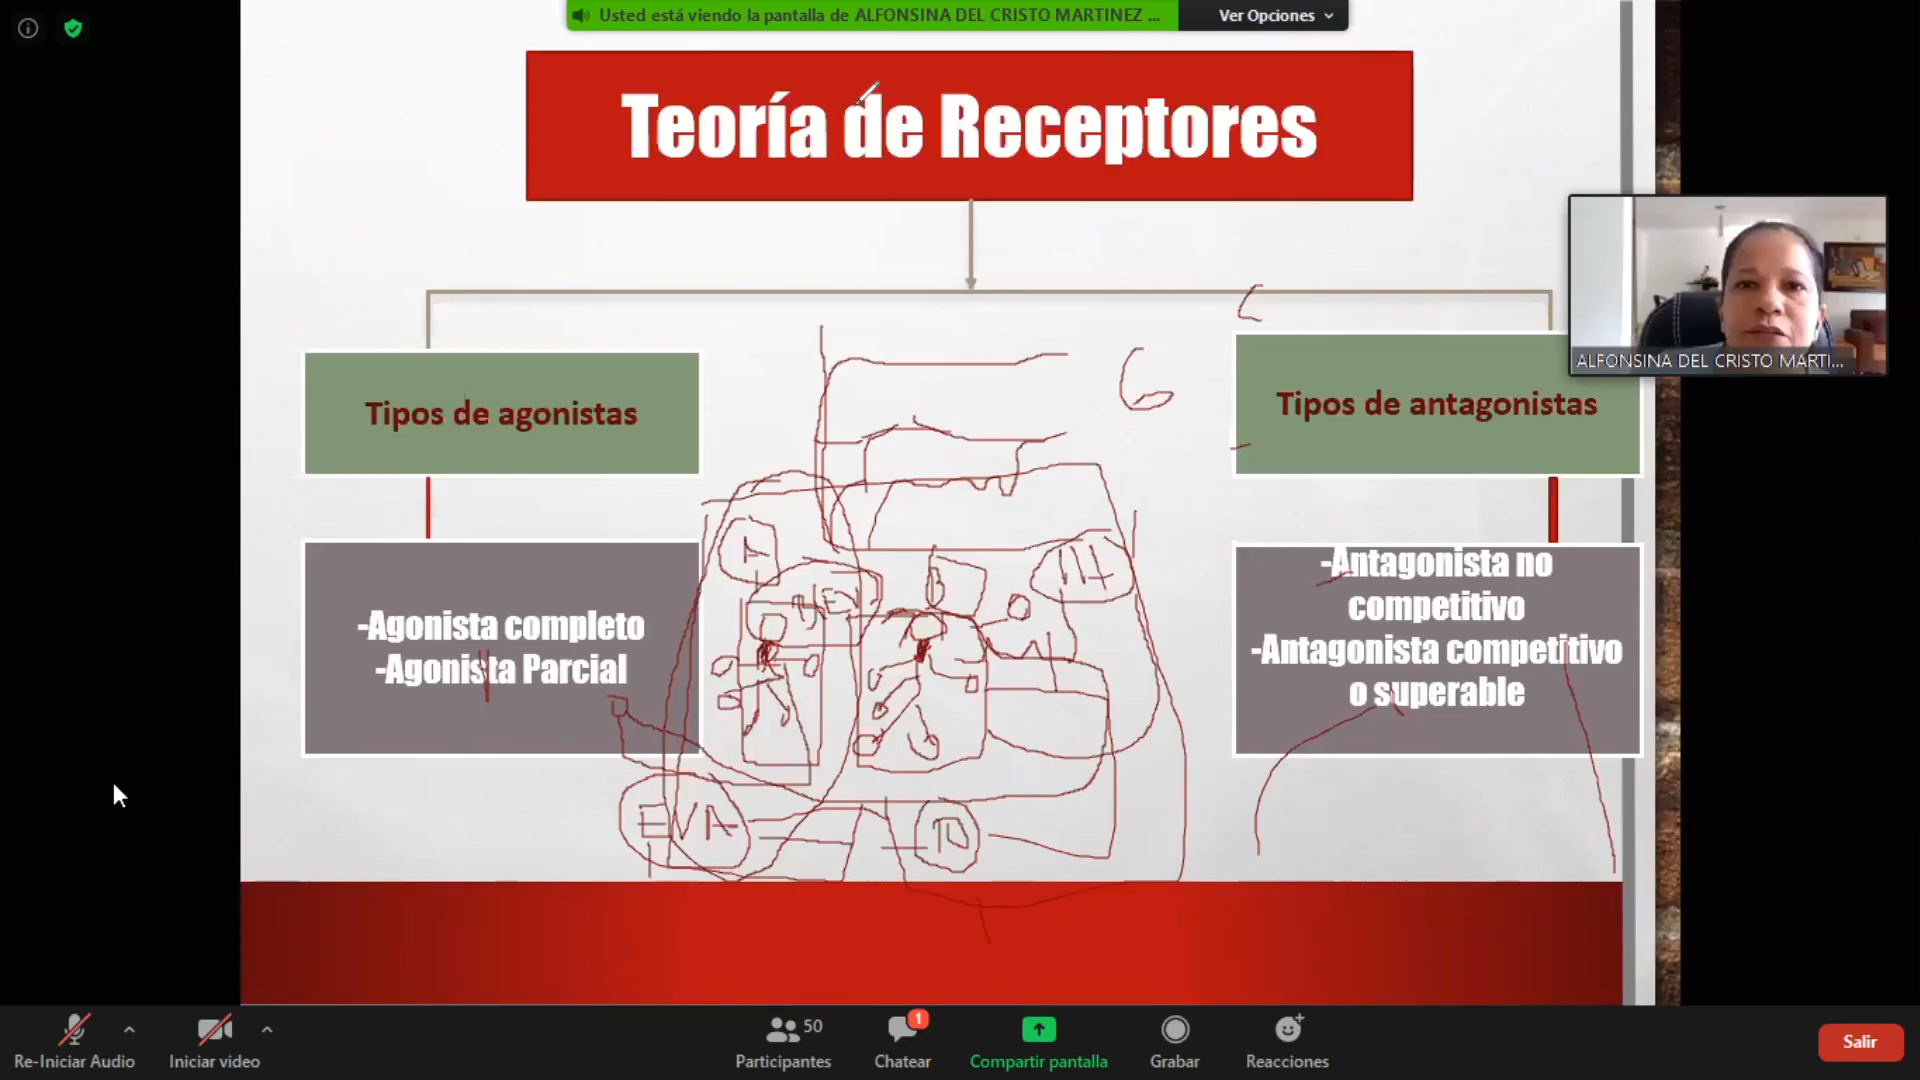 Usted está viendo la pantalla de ALFONSINA DEL CRISTO MARTINEZ ...
Ver Opciones
Teoría de Receptores
Tipos de agonistas
Tipos de antagonistas
-Agonista completo
-Agonista Parcial
-Antagonista no
competitivo
-Antagonista competitivo
o superable
A
B
EVA
D
ALFONSINA DEL CRISTO MARTI...
Re-Iniciar Audio
Iniciar video
50
Participantes
1
Chatear
Compartir pantalla
Grabar
Reacciones
Salir